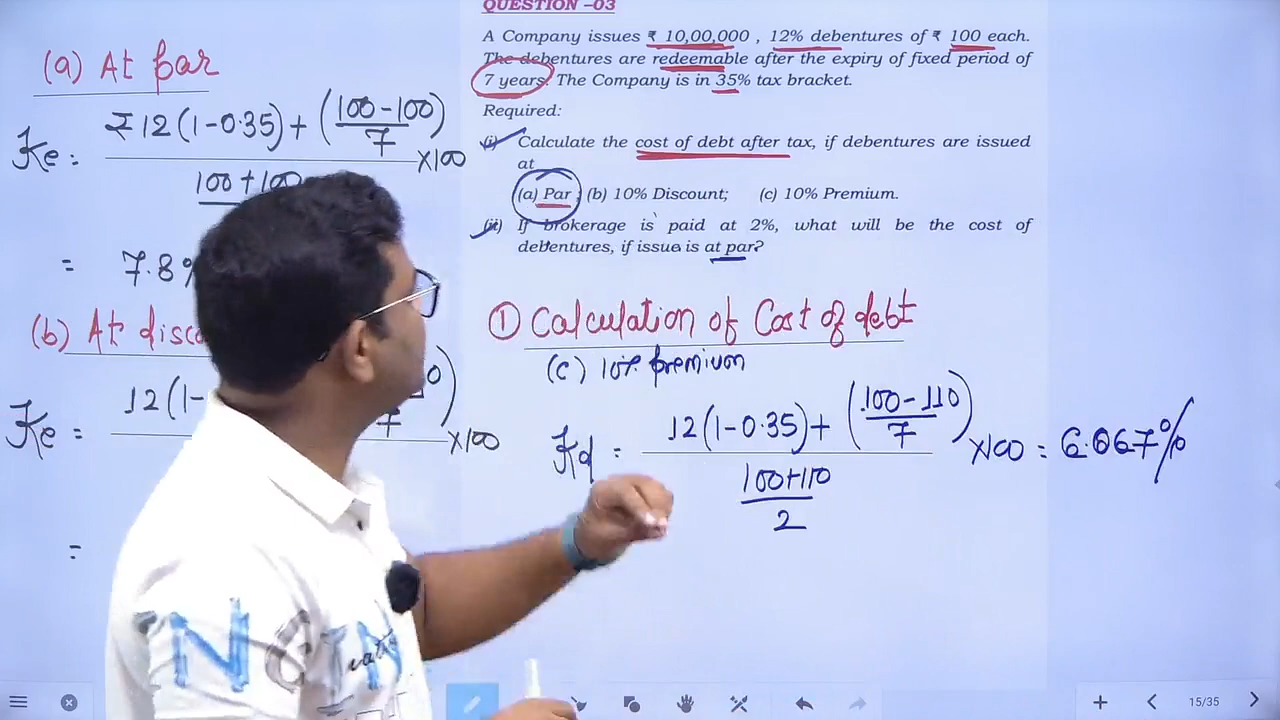 QUESTION –03
A Company issues ₹ 10,00,000 , 12% debentures of ₹ 100 each.
The debentures are redeemable after the expiry of fixed period of
7 years. The Company is in 35% tax bracket.
Required:
(i) Calculate the cost of debt after tax, if debentures are issued
at
(a) Par; (b) 10% Discount; (c) 10% Premium.
(ii) If brokerage is paid at 2%, what will be the cost of
debentures, if issue is at par?
(a) At par
Ke = ₹12(1-0.35)+(100-100/7)
100+100
×100
= 7.8%
(b) At disco
Ke = 12(1-
0/7)
×100
=
① Calculation of Cost of debt
(c) 10% premium
Kd = 12(1-0.35)+(100-110/7)
100+110/2
×100 = 6.067%
N
15/35